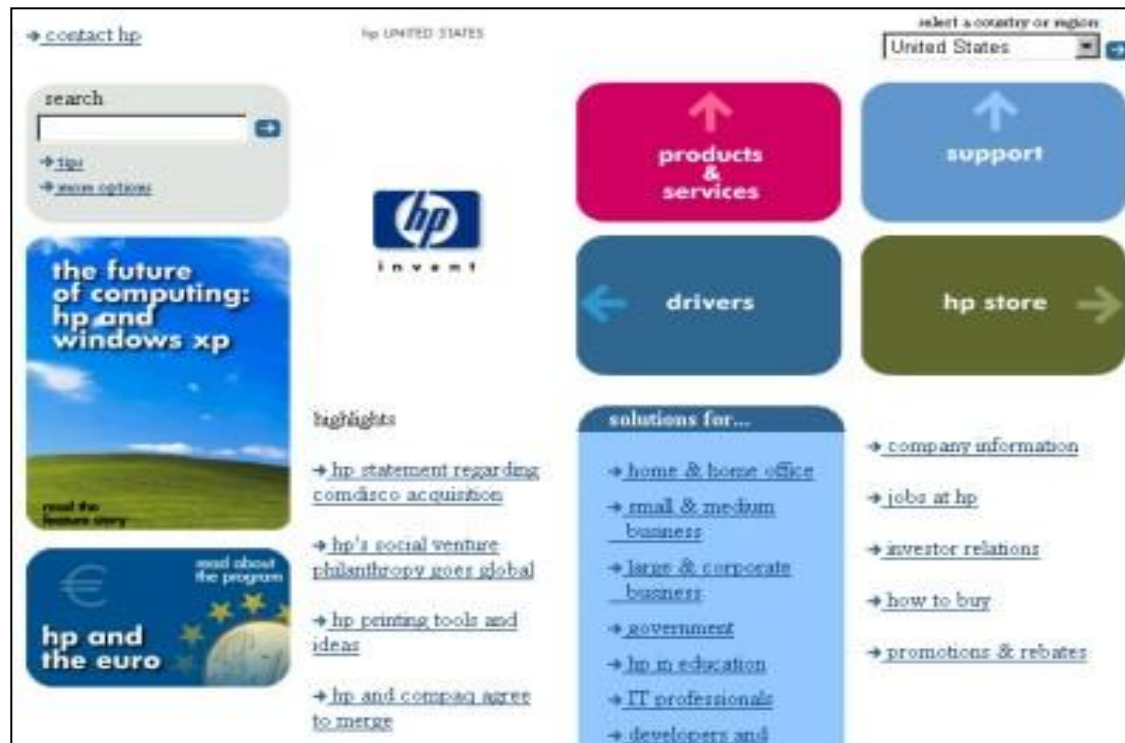 contact hp
hp UNITED STATES
select a country or region
United States
search
tips
more options
products
&
services
support
hp
invent
the future
of computing:
hp and
windows xp
read the
feature story
drivers
hp store
read about
the program
€
hp and
the euro
highlights
hp statement regarding
comdisco acquisition
hp's social venture
philanthropy goes global
hp printing tools and
ideas
hp and compaq agree
to merge
solutions for...
home & home office
small & medium
business
large & corporate
business
government
hp in education
IT professionals
developers and
company information
jobs at hp
investor relations
how to buy
promotions & rebates